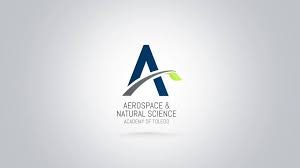 A
AEROSPACE &
NATURAL SCIENCE
ACADEMY OF TOLEDO